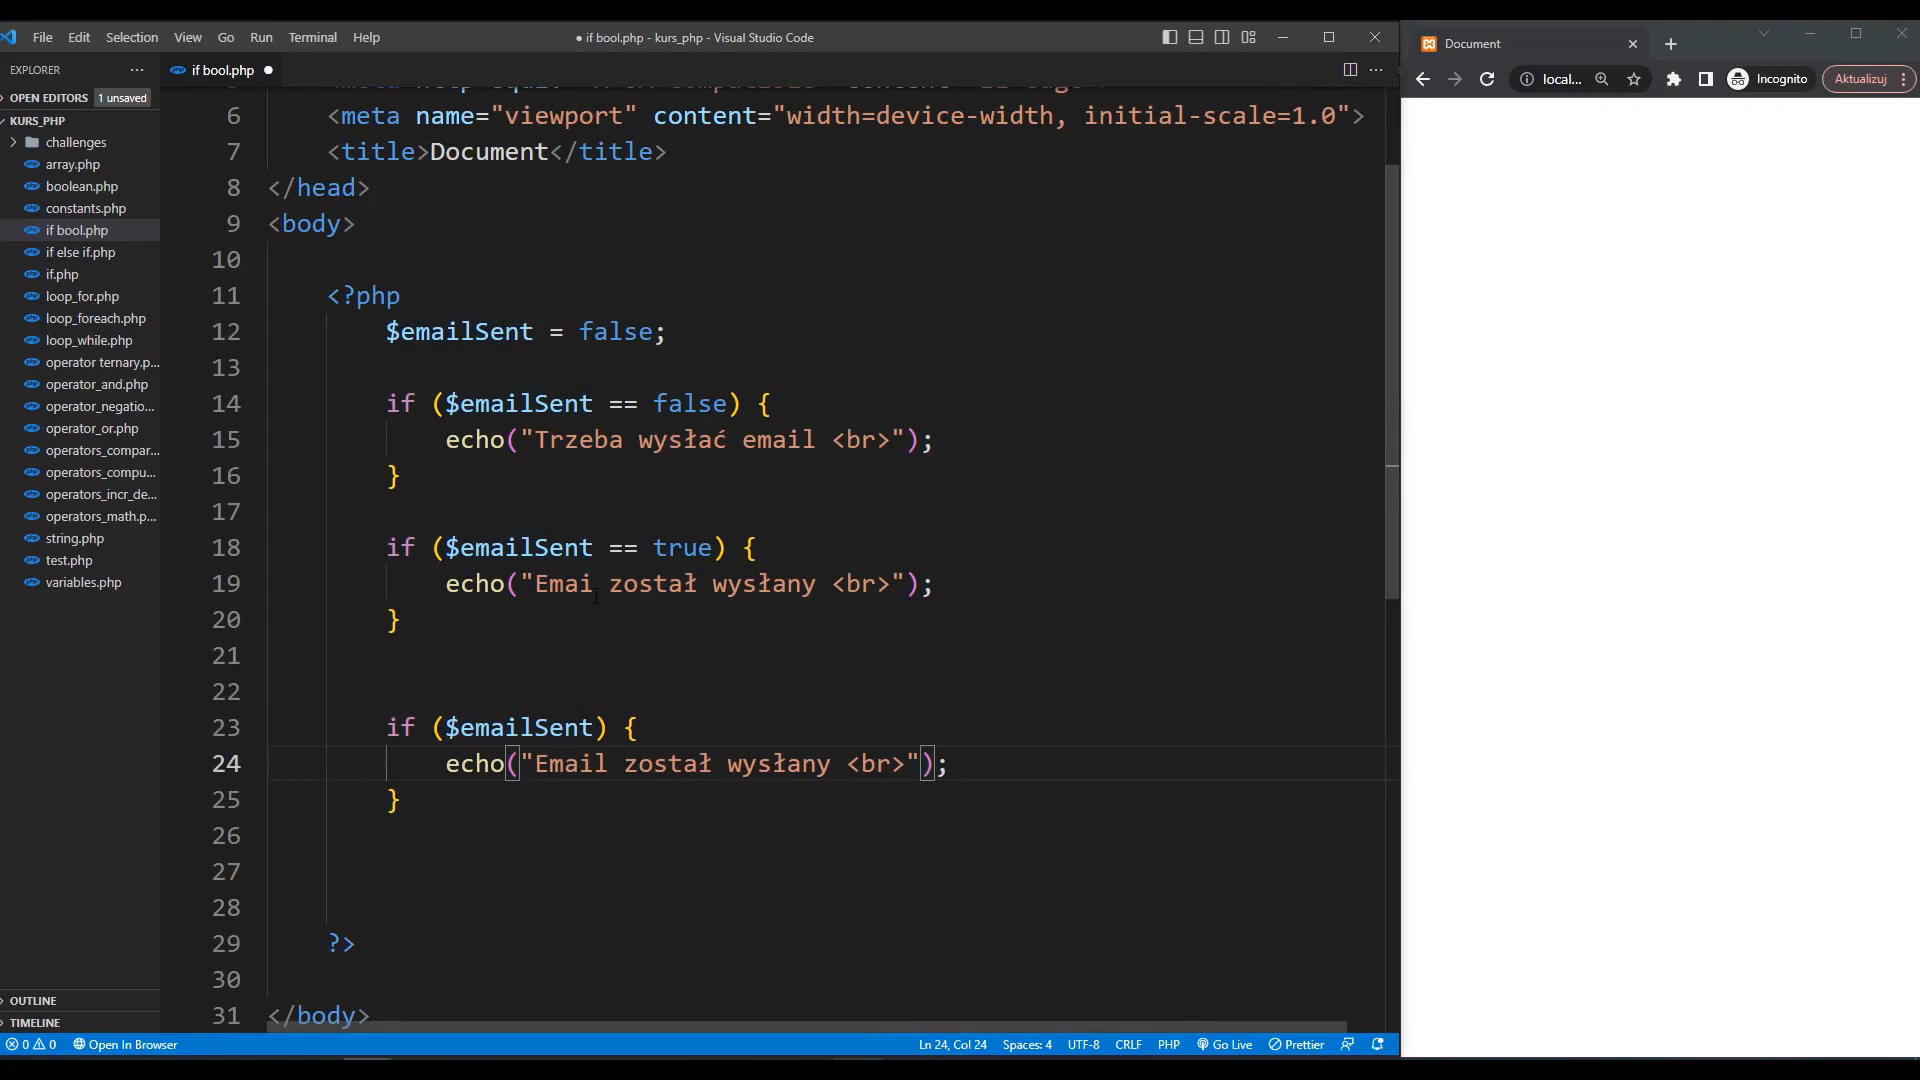 File Edit Selection View Go Run Terminal Help
● if bool.php - kurs_php - Visual Studio Code
Document
EXPLORER
if bool.php
local...
Incognito
Aktualizuj
OPEN EDITORS 1 unsaved
KURS_PHP
challenges
array.php
boolean.php
constants.php
if bool.php
if else if.php
if.php
loop_for.php
loop_foreach.php
loop_while.php
operator ternary.p...
operator_and.php
operator_negatio...
operator_or.php
operators_compar...
operators_compu...
operators_incr_de...
operators_math.p...
string.php
test.php
variables.php
OUTLINE
TIMELINE
6 <meta name="viewport" content="width=device-width, initial-scale=1.0">
7 <title>Document</title>
8 </head>
9 <body>
10
11 <?php
12 $emailSent = false;
13
14 if ($emailSent == false) {
15 echo("Trzeba wysłać email <br>");
16 }
17
18 if ($emailSent == true) {
19 echo("Emai został wysłany <br>");
20 }
21
22
23 if ($emailSent) {
24 echo("Email został wysłany <br>");
25 }
26
27
28
29 ?>
30
31 </body>
0 0 Open In Browser
Ln 24, Col 24 Spaces: 4 UTF-8 CRLF PHP Go Live Prettier